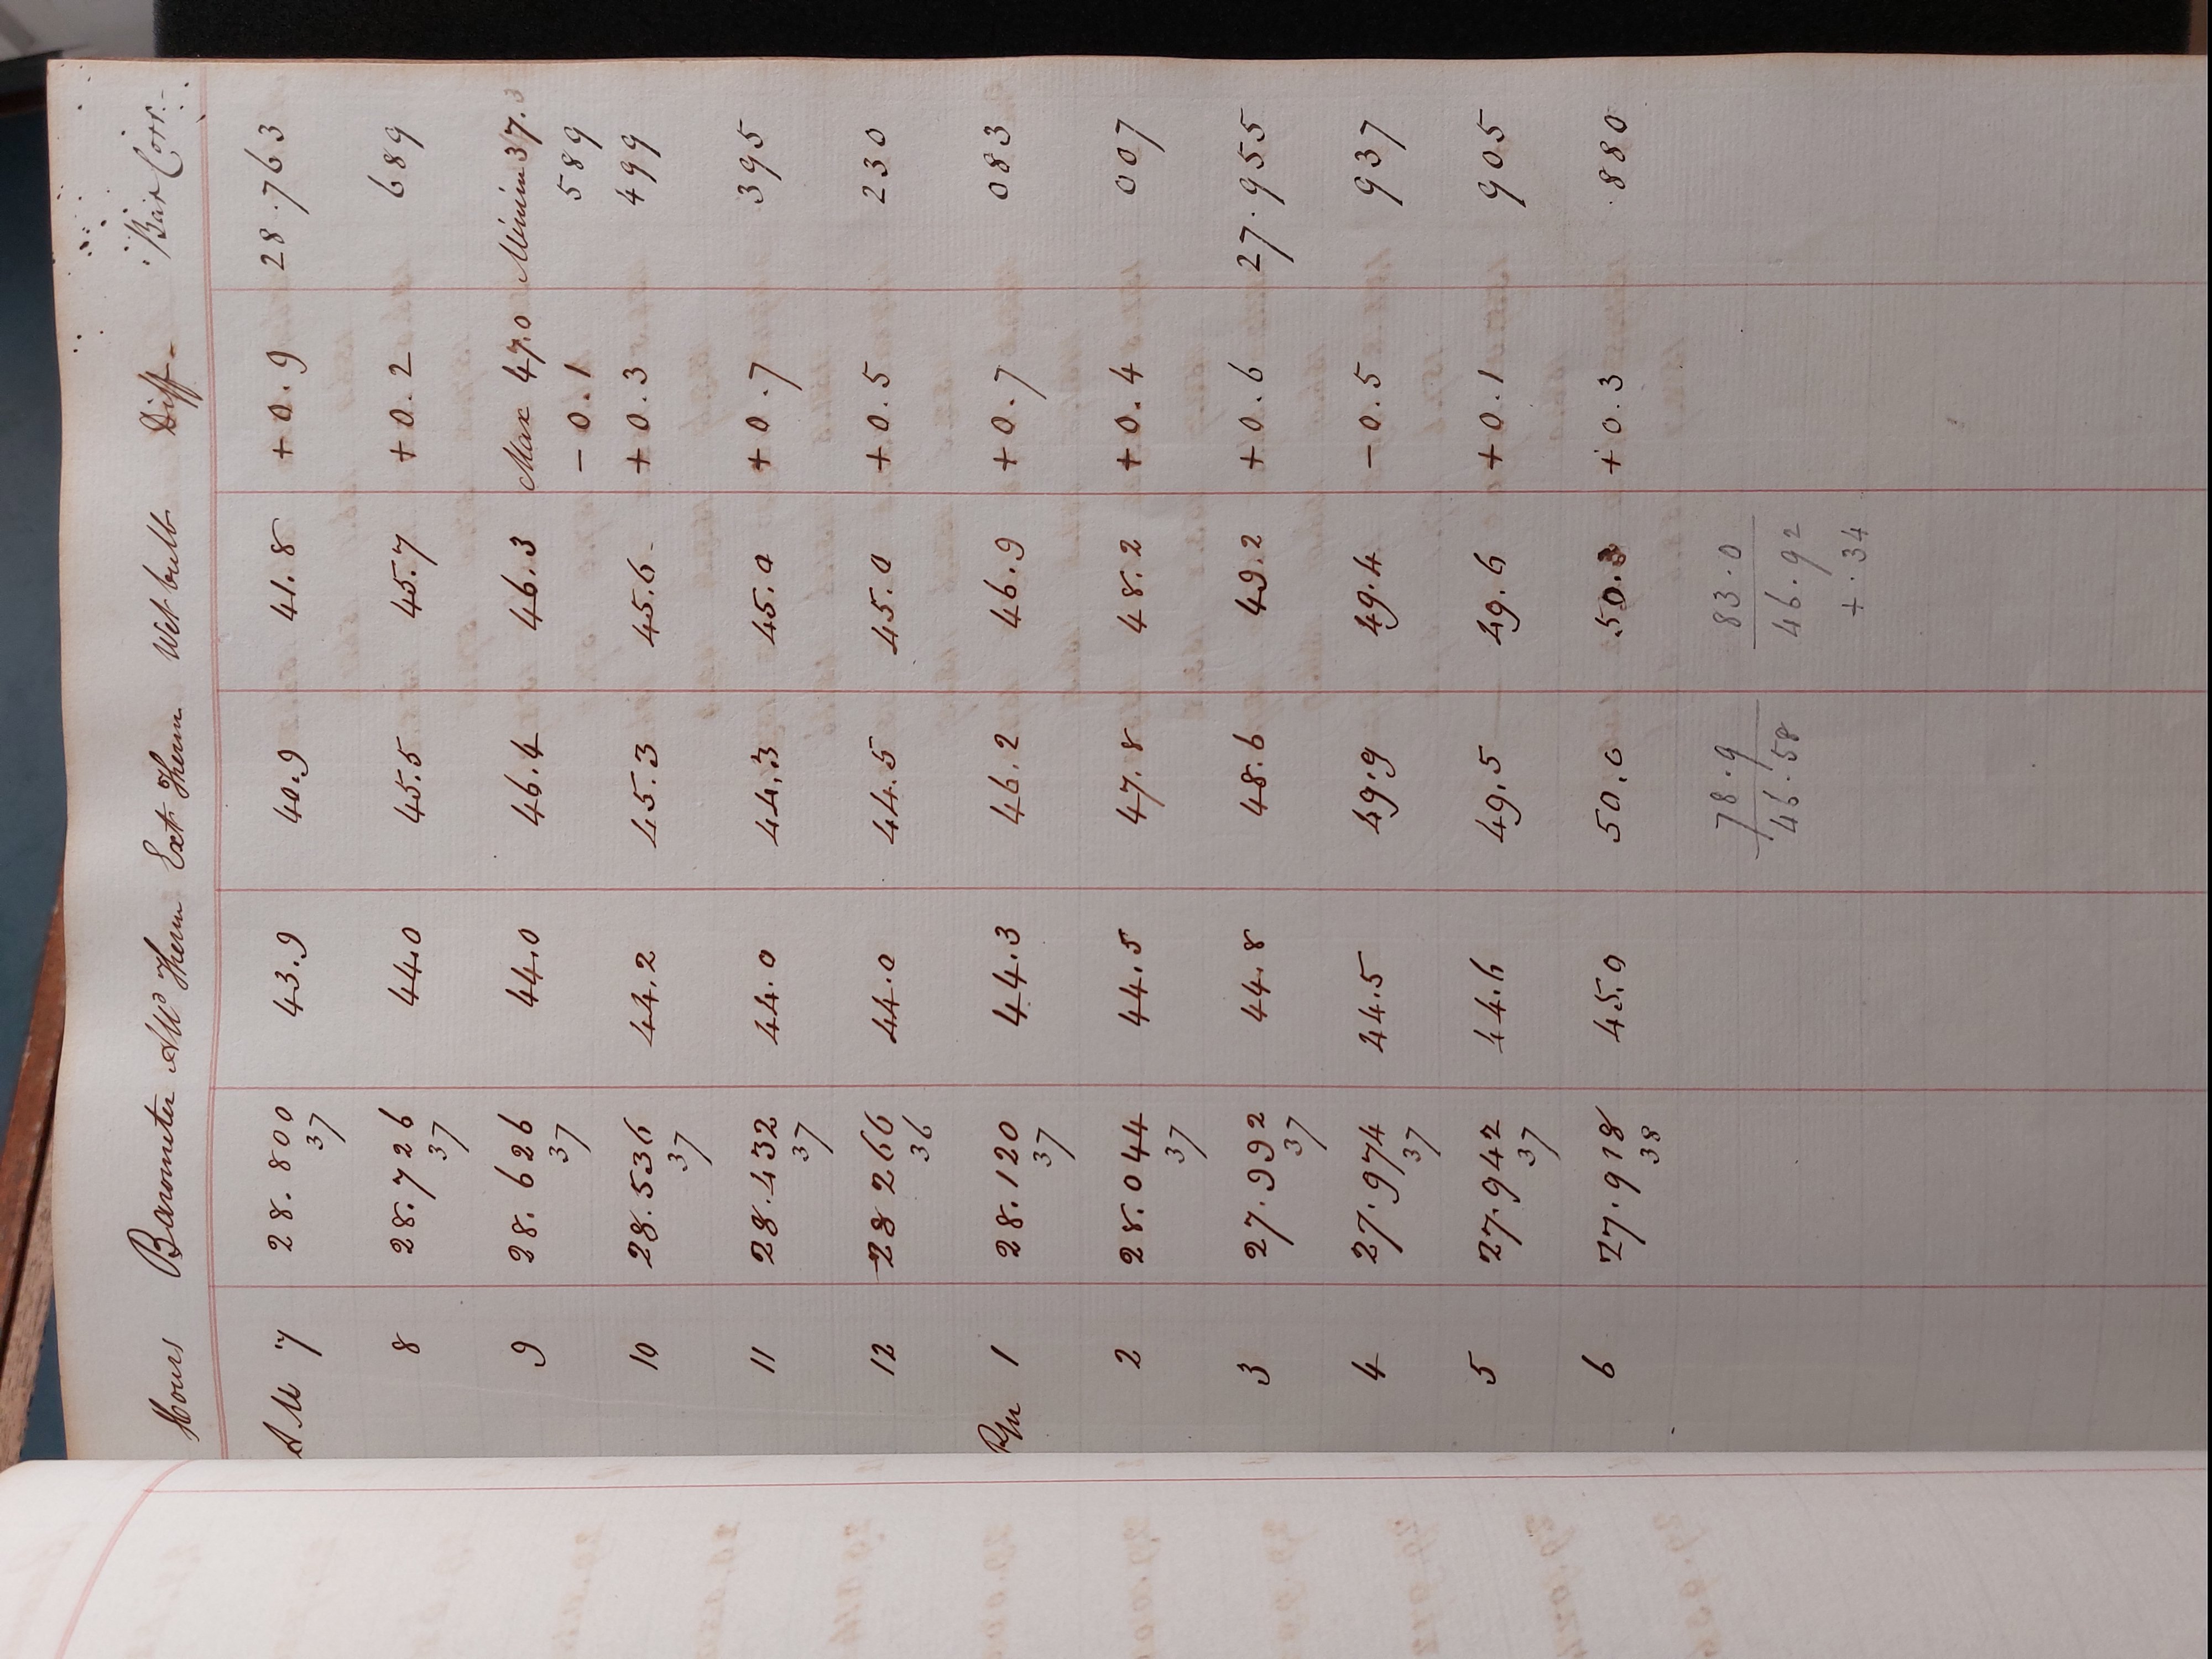 Hours Barometer Attd Therm Ext Therm Wet bulb Diff- Bar Corr.-
AM 7 28.800 43.9 40.9 41.8 +0.9 28.763
37
8 28.726 44.0 45.5 45.7 +0.2 689
37
9 28.626 44.0 46.4 46.3 Max 47.0 Minim 37.3
37 -0.1 589
10 28.536 44.2 45.3 45.6 +0.3 499
37
11 28.432 44.0 44.3 45.0 +0.7 395
37
12 28 266 44.0 44.5 45.0 +0.5 230
36
Pm 1 28.120 44.3 46.2 46.9 +0.7 083
37
2 28.044 44.5 47.8 48.2 +0.4 007
37
3 27.992 44.8 48.6 49.2 +0.6 27.955
37
4 27.974 44.5 49.9 49.4 -0.5 937
37
5 27.942 44.6 49.5 49.6 +0.1 905
37
6 27.918 45.0 50.0 50.3 +0.3 880
38
78.9 83.0
46.58 46.92
+.34